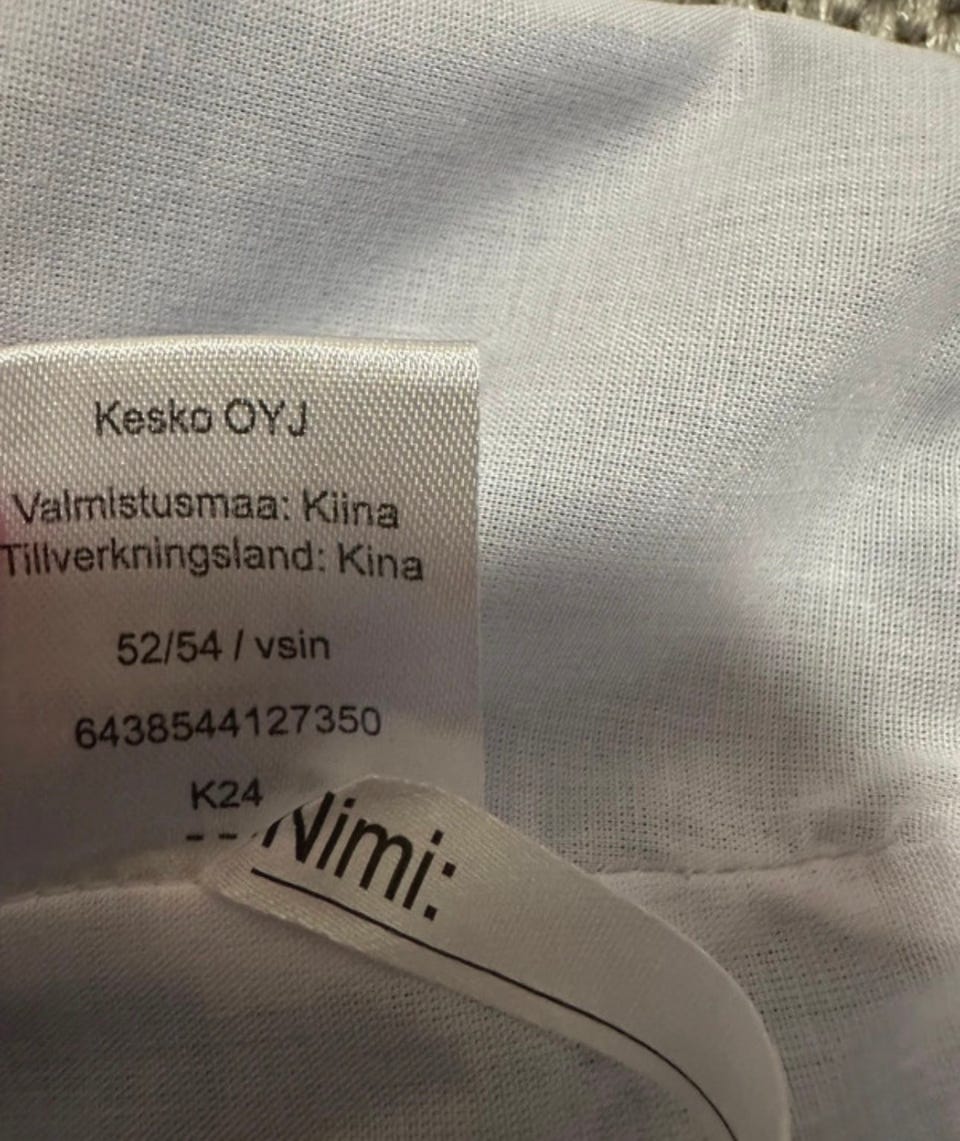 Kesko OYJ
Valmistusmaa: Kiina
Tillverkningsland: Kina
52/54 / vsin
6438544127350
K24
Nimi: